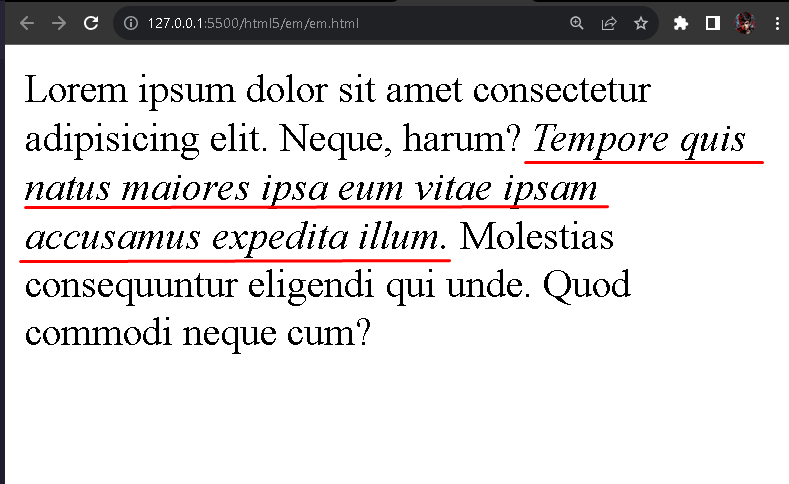 127.0.0.1:5500/html5/em/em.html
Lorem ipsum dolor sit amet consectetur
adipisicing elit. Neque, harum? Tempore quis
natus maiores ipsa eum vitae ipsam
accusamus expedita illum. Molestias
consequuntur eligendi qui unde. Quod
commodi neque cum?